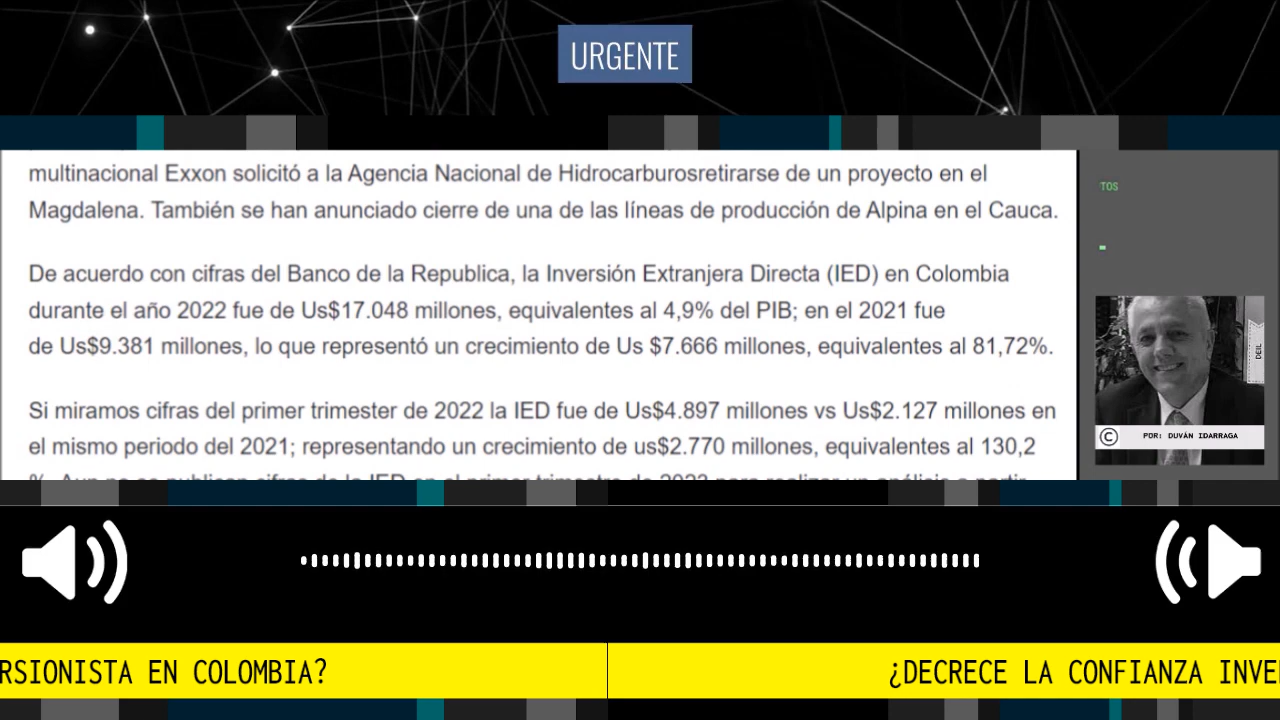 URGENTE
multinacional Exxon solicitó a la Agencia Nacional de Hidrocarburosretirarse de un proyecto en el
Magdalena. También se han anunciado cierre de una de las líneas de producción de Alpina en el Cauca.
De acuerdo con cifras del Banco de la Republica, la Inversión Extranjera Directa (IED) en Colombia
durante el año 2022 fue de Us$17.048 millones, equivalentes al 4,9% del PIB; en el 2021 fue
de Us$9.381 millones, lo que representó un crecimiento de Us $7.666 millones, equivalentes al 81,72%.
Si miramos cifras del primer trimester de 2022 la IED fue de Us$4.897 millones vs Us$2.127 millones en
el mismo periodo del 2021; representando un crecimiento de us$2.770 millones, equivalentes al 130,2
TOS
DEIL
© POR: DUVÁN IDARRAGA
RSIONISTA EN COLOMBIA?
¿DECRECE LA CONFIANZA INVE